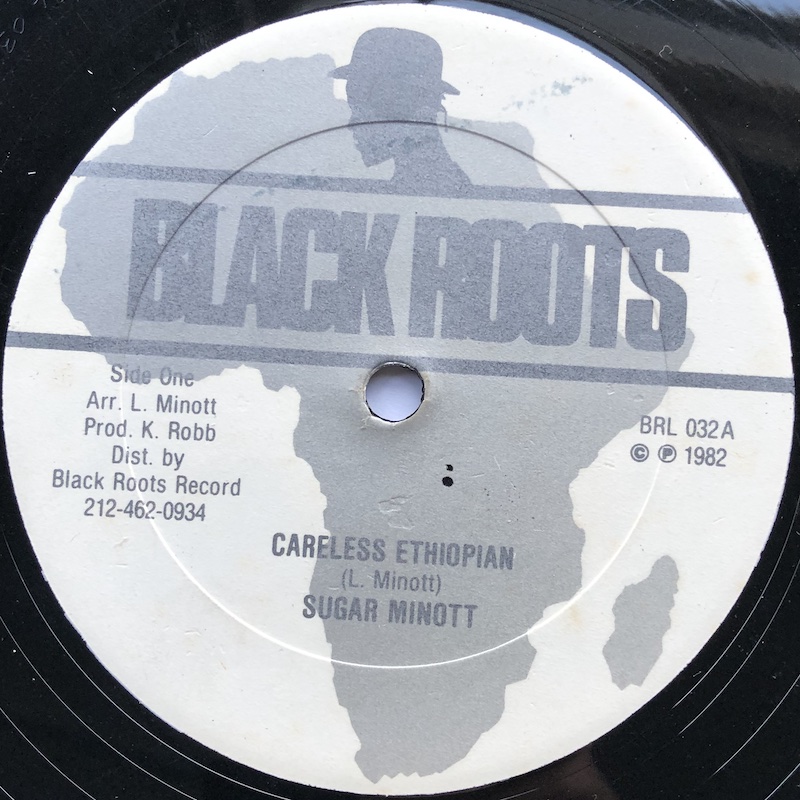 BLACK ROOTS
Side One
Arr. L. Minott
Prod. K. Robb
Dist. by
Black Roots Record
212-462-0934
BRL 032A
© ℗ 1982
CARELESS ETHIOPIAN
(L. Minott)
SUGAR MINOTT